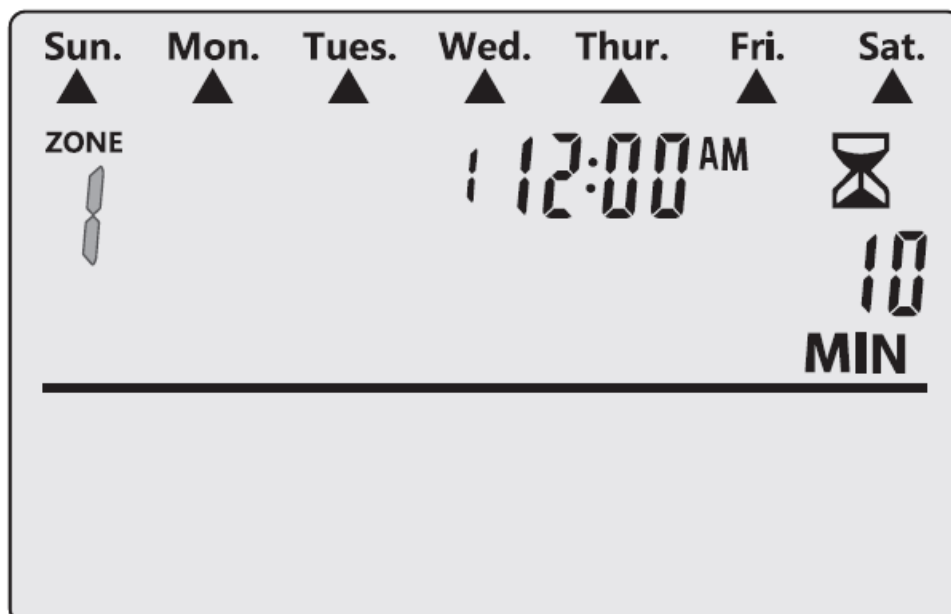 Sun. Mon. Tues. Wed. Thur. Fri. Sat.
ZONE
1 1 12:00 AM
10
MIN